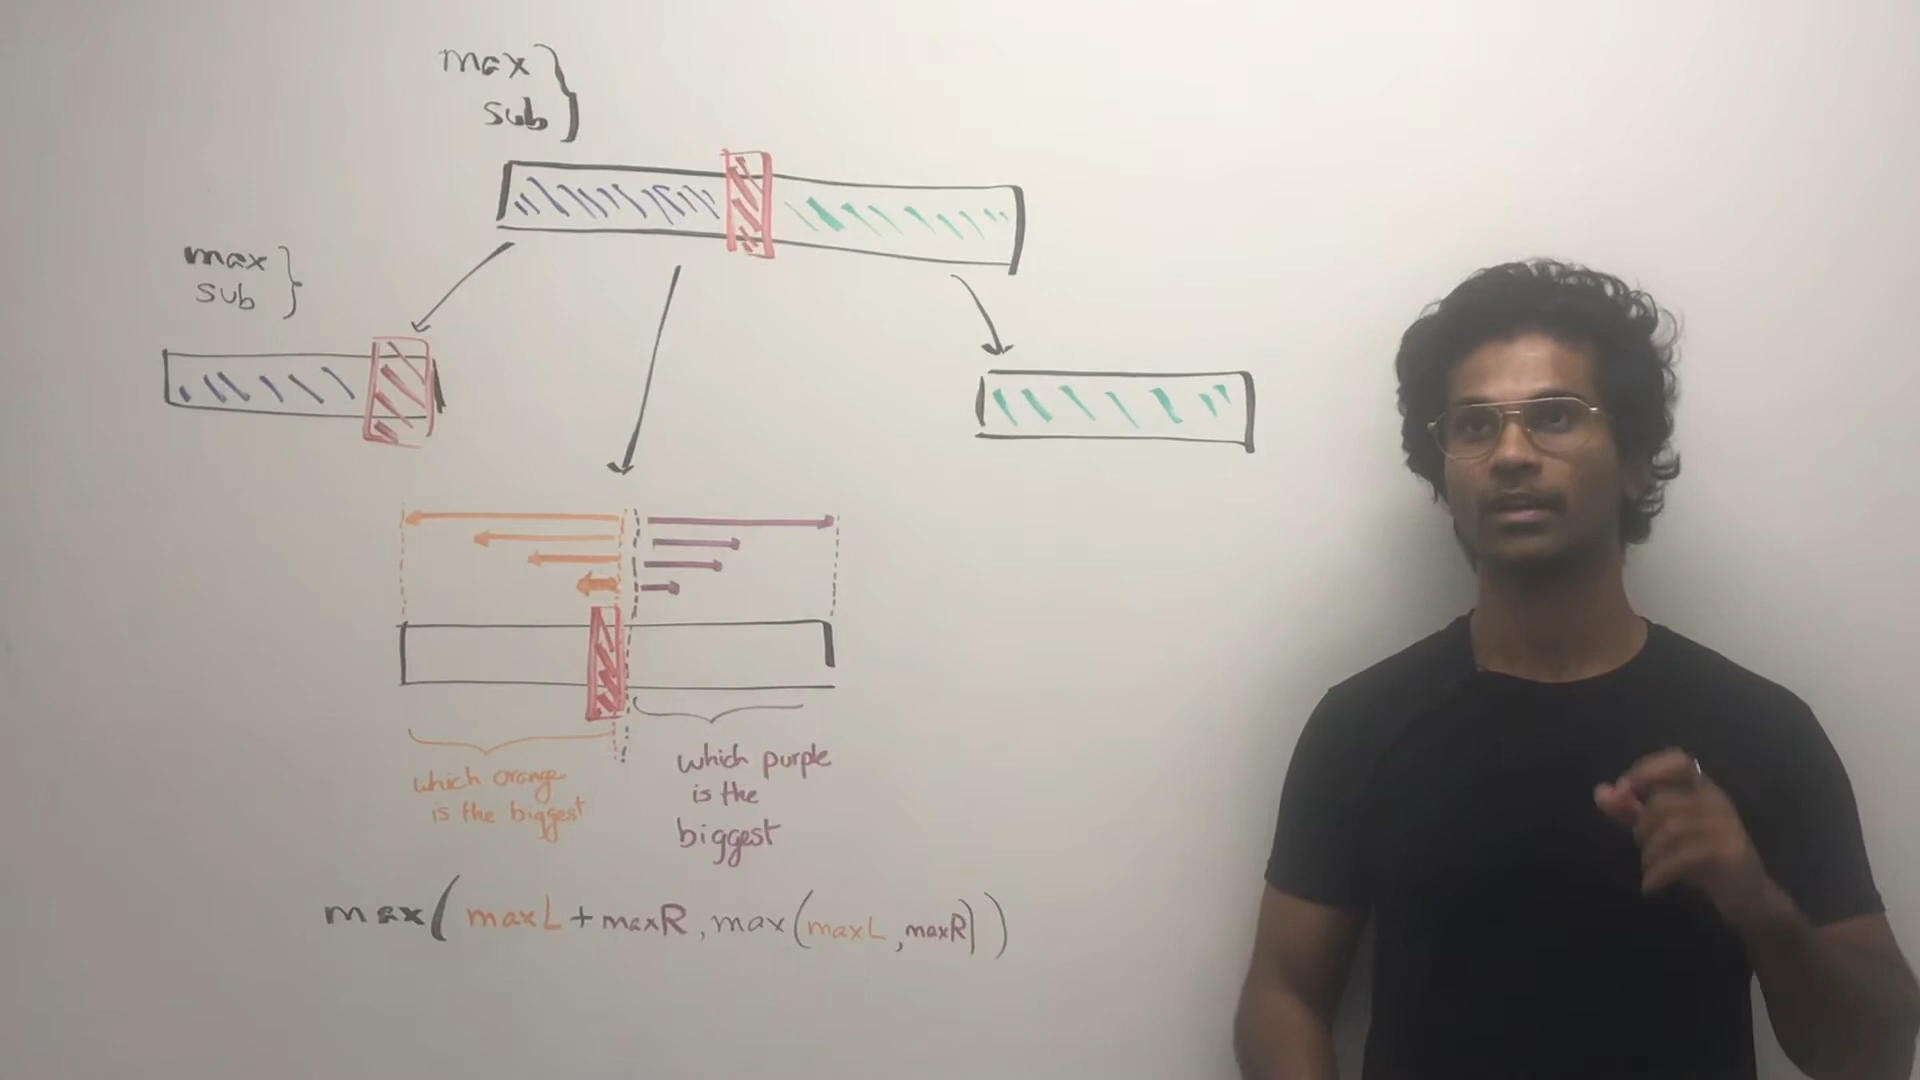 max
sub
max
sub
which orange
is the biggest
which purple
is the
biggest
max( maxL + maxR, max(maxL, maxR))